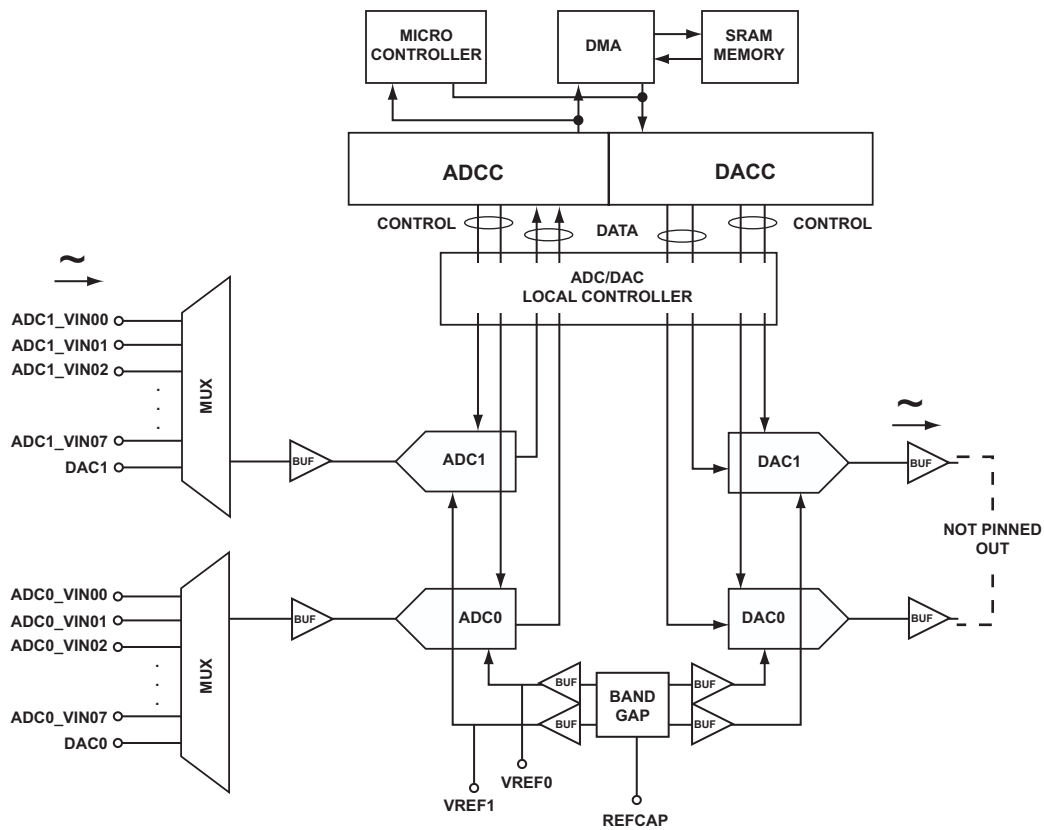 MICRO
CONTROLLER
DMA
SRAM
MEMORY
ADCC
DACC
CONTROL
DATA
CONTROL
ADC/DAC
LOCAL CONTROLLER
~
ADC1_VIN00
ADC1_VIN01
ADC1_VIN02
.
.
.
ADC1_VIN07
DAC1
MUX
BUF
ADC1
DAC1
~
BUF
NOT PINNED
OUT
ADC0_VIN00
ADC0_VIN01
ADC0_VIN02
.
.
.
ADC0_VIN07
DAC0
MUX
BUF
ADC0
DAC0
BUF
BUF
BUF
BAND
GAP
BUF
BUF
VREF0
VREF1
REFCAP